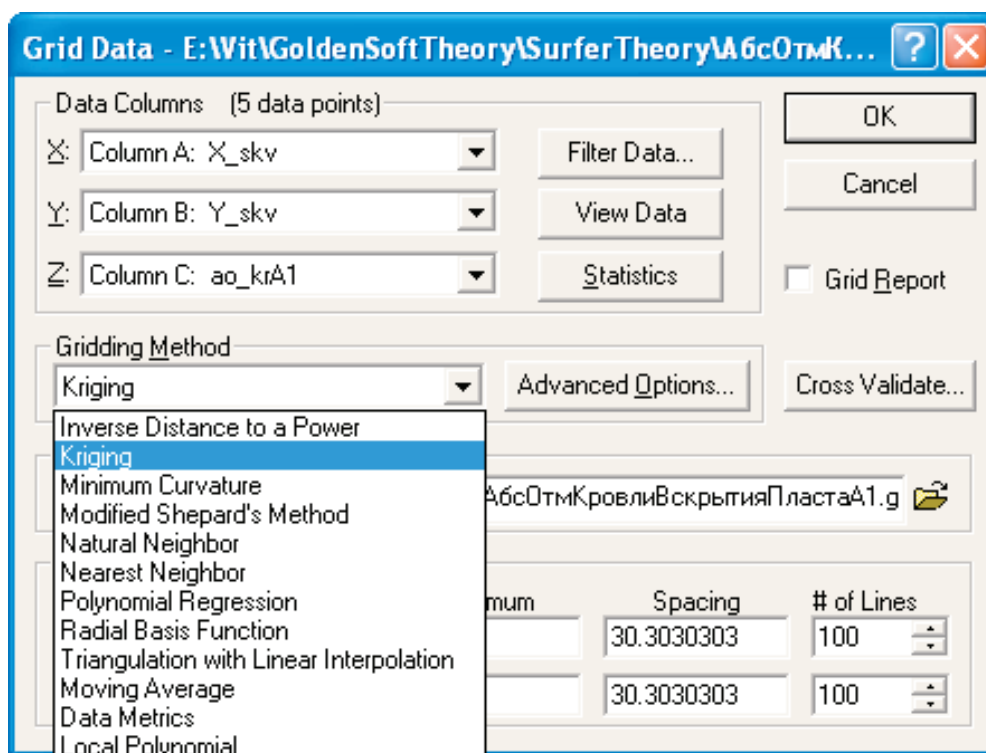 Grid Data - E:\Vit\GoldenSoftTheory\SurferTheory\АбсОтмК...
Data Columns (5 data points)
OK
X: Column A: X_skv
Filter Data...
Cancel
Y: Column B: Y_skv
View Data
Z: Column C: ao_krA1
Statistics
Grid Report
Gridding Method
Kriging
Advanced Options...
Cross Validate...
Inverse Distance to a Power
Kriging
Minimum Curvature
АбсОтмКровлиВскрытияПластаА1.g
Modified Shepard's Method
Natural Neighbor
Nearest Neighbor
Polynomial Regression
mum Spacing # of Lines
Radial Basis Function
30.3030303 100
Triangulation with Linear Interpolation
Moving Average
30.3030303 100
Data Metrics
Local Polynomial